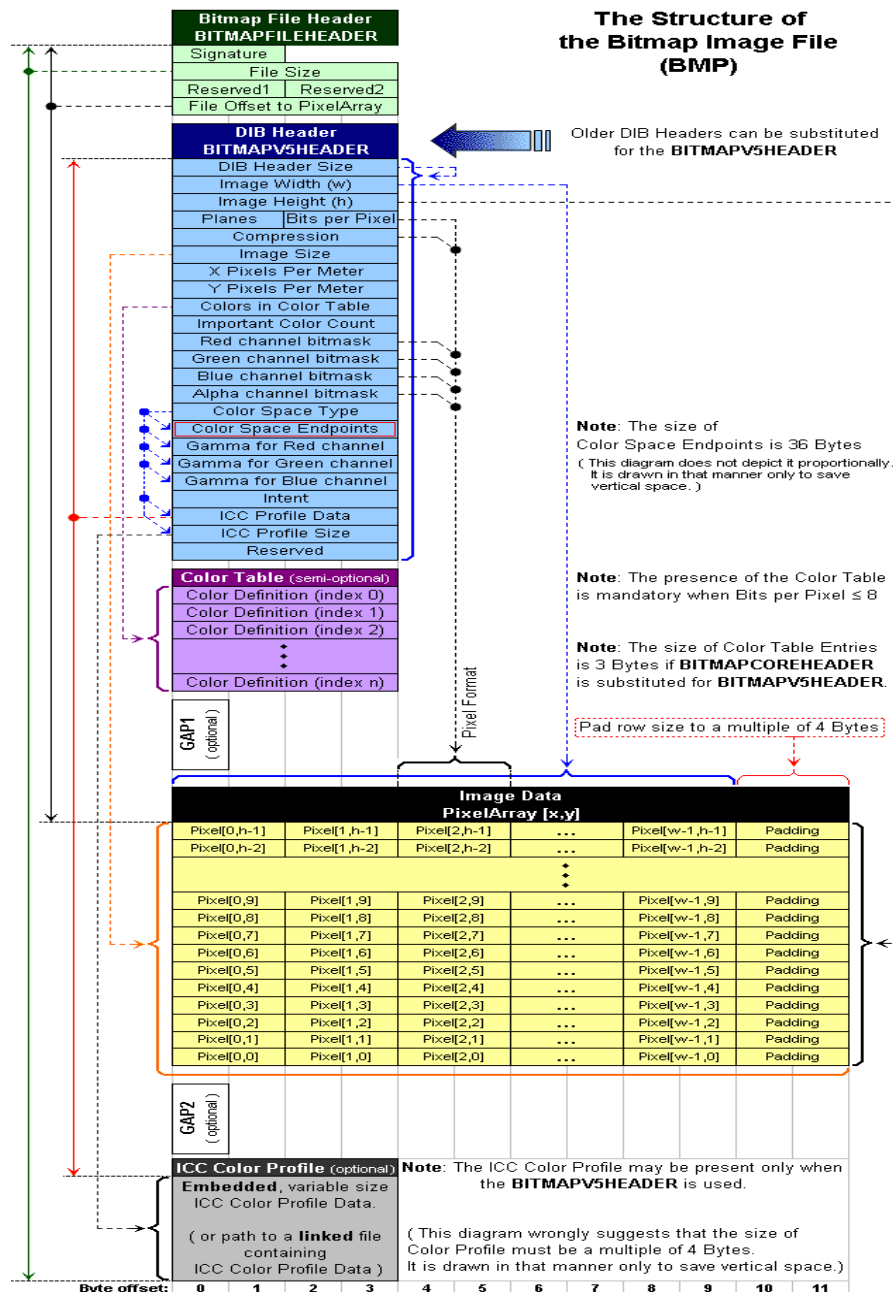 Bitmap File Header
BITMAPFILEHEADER
Signature
File Size
Reserved1 Reserved2
File Offset to PixelArray
The Structure of
the Bitmap Image File
(BMP)
DIB Header
BITMAPV5HEADER
Older DIB Headers can be substituted
for the BITMAPV5HEADER
DIB Header Size
Image Width (w)
Image Height (h)
Planes Bits per Pixel
Compression
Image Size
X Pixels Per Meter
Y Pixels Per Meter
Colors in Color Table
Important Color Count
Red channel bitmask
Green channel bitmask
Blue channel bitmask
Alpha channel bitmask
Color Space Type
Color Space Endpoints
Gamma for Red channel
Gamma for Green channel
Gamma for Blue channel
Intent
ICC Profile Data
ICC Profile Size
Reserved
Note: The size of
Color Space Endpoints is 36 Bytes
( This diagram does not depict it proportionally.
It is drawn in that manner only to save
vertical space. )
Color Table (semi-optional)
Color Definition (index 0)
Color Definition (index 1)
Color Definition (index 2)
Color Definition (index n)
Note: The presence of the Color Table
is mandatory when Bits per Pixel ≤ 8
Note: The size of Color Table Entries
is 3 Bytes if BITMAPCOREHEADER
is substituted for BITMAPV5HEADER.
GAP1
( optional )
Pixel Format
Pad row size to a multiple of 4 Bytes
Image Data
PixelArray [x,y]
Pixel[0,h-1] Pixel[1,h-1] Pixel[2,h-1] ... Pixel[w-1,h-1] Padding
Pixel[0,h-2] Pixel[1,h-2] Pixel[2,h-2] ... Pixel[w-1,h-2] Padding
Pixel[0,9] Pixel[1,9] Pixel[2,9] ... Pixel[w-1,9] Padding
Pixel[0,8] Pixel[1,8] Pixel[2,8] ... Pixel[w-1,8] Padding
Pixel[0,7] Pixel[1,7] Pixel[2,7] ... Pixel[w-1,7] Padding
Pixel[0,6] Pixel[1,6] Pixel[2,6] ... Pixel[w-1,6] Padding
Pixel[0,5] Pixel[1,5] Pixel[2,5] ... Pixel[w-1,5] Padding
Pixel[0,4] Pixel[1,4] Pixel[2,4] ... Pixel[w-1,4] Padding
Pixel[0,3] Pixel[1,3] Pixel[2,3] ... Pixel[w-1,3] Padding
Pixel[0,2] Pixel[1,2] Pixel[2,2] ... Pixel[w-1,2] Padding
Pixel[0,1] Pixel[1,1] Pixel[2,1] ... Pixel[w-1,1] Padding
Pixel[0,0] Pixel[1,0] Pixel[2,0] ... Pixel[w-1,0] Padding
GAP2
( optional )
ICC Color Profile (optional)
Embedded, variable size
ICC Color Profile Data.
( or path to a linked file
containing
ICC Color Profile Data )
Note: The ICC Color Profile may be present only when
the BITMAPV5HEADER is used.
( This diagram wrongly suggests that the size of
Color Profile must be a multiple of 4 Bytes.
It is drawn in that manner only to save vertical space.)
Byte offset: 0 1 2 3 4 5 6 7 8 9 10 11